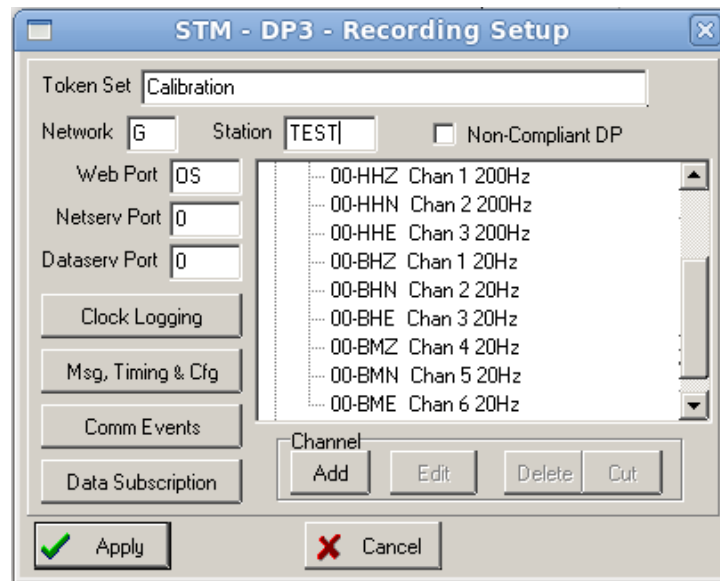 STM - DP3 - Recording Setup
Token Set Calibration
Network G Station TEST Non-Compliant DP
Web Port OS
Netserv Port 0
Dataserv Port 0
Clock Logging
Msg, Timing & Cfg
Comm Events
Data Subscription
00-HHZ Chan 1 200Hz
00-HHN Chan 2 200Hz
00-HHE Chan 3 200Hz
00-BHZ Chan 1 20Hz
00-BHN Chan 2 20Hz
00-BHE Chan 3 20Hz
00-BMZ Chan 4 20Hz
00-BMN Chan 5 20Hz
00-BME Chan 6 20Hz
Channel
Add Edit Delete Cut
Apply Cancel